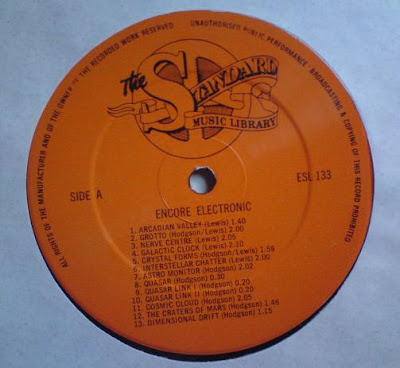 ALL RIGHTS OF THE MANUFACTURER AND OF THE OWNER OF THE RECORDED WORK RESERVED
UNAUTHORISED PUBLIC PERFORMANCE, BROADCASTING & COPYING OF THIS RECORD PROHIBITED
The
STANDARD
MUSIC LIBRARY
SIDE A
ESL 133
ENCORE ELECTRONIC
1. ARCADIAN VALLEY (Lewis) 1.40
2. GROTTO (Hodgson/Lewis) 2.00
3. NERVE CENTRE (Lewis) 2.05
4. GALACTIC CLOCK (Lewis) 2.10
5. CRYSTAL FORMS (Hodgson/Lewis) 1.59
6. INTERSTELLAR CHATTER (Lewis) 2.00
7. ASTRO MONITOR (Hodgson) 2.02
8. QUASAR (Hodgson) 0.30
9. QUASAR LINK I (Hodgson) 0.20
10. QUASAR LINK II (Hodgson) 0.20
11. COSMIC CLOUD (Hodgson) 2.05
12. THE CRATERS OF MARS (Hodgson) 1.46
13. DIMENSIONAL DRIFT (Hodgson) 1.15